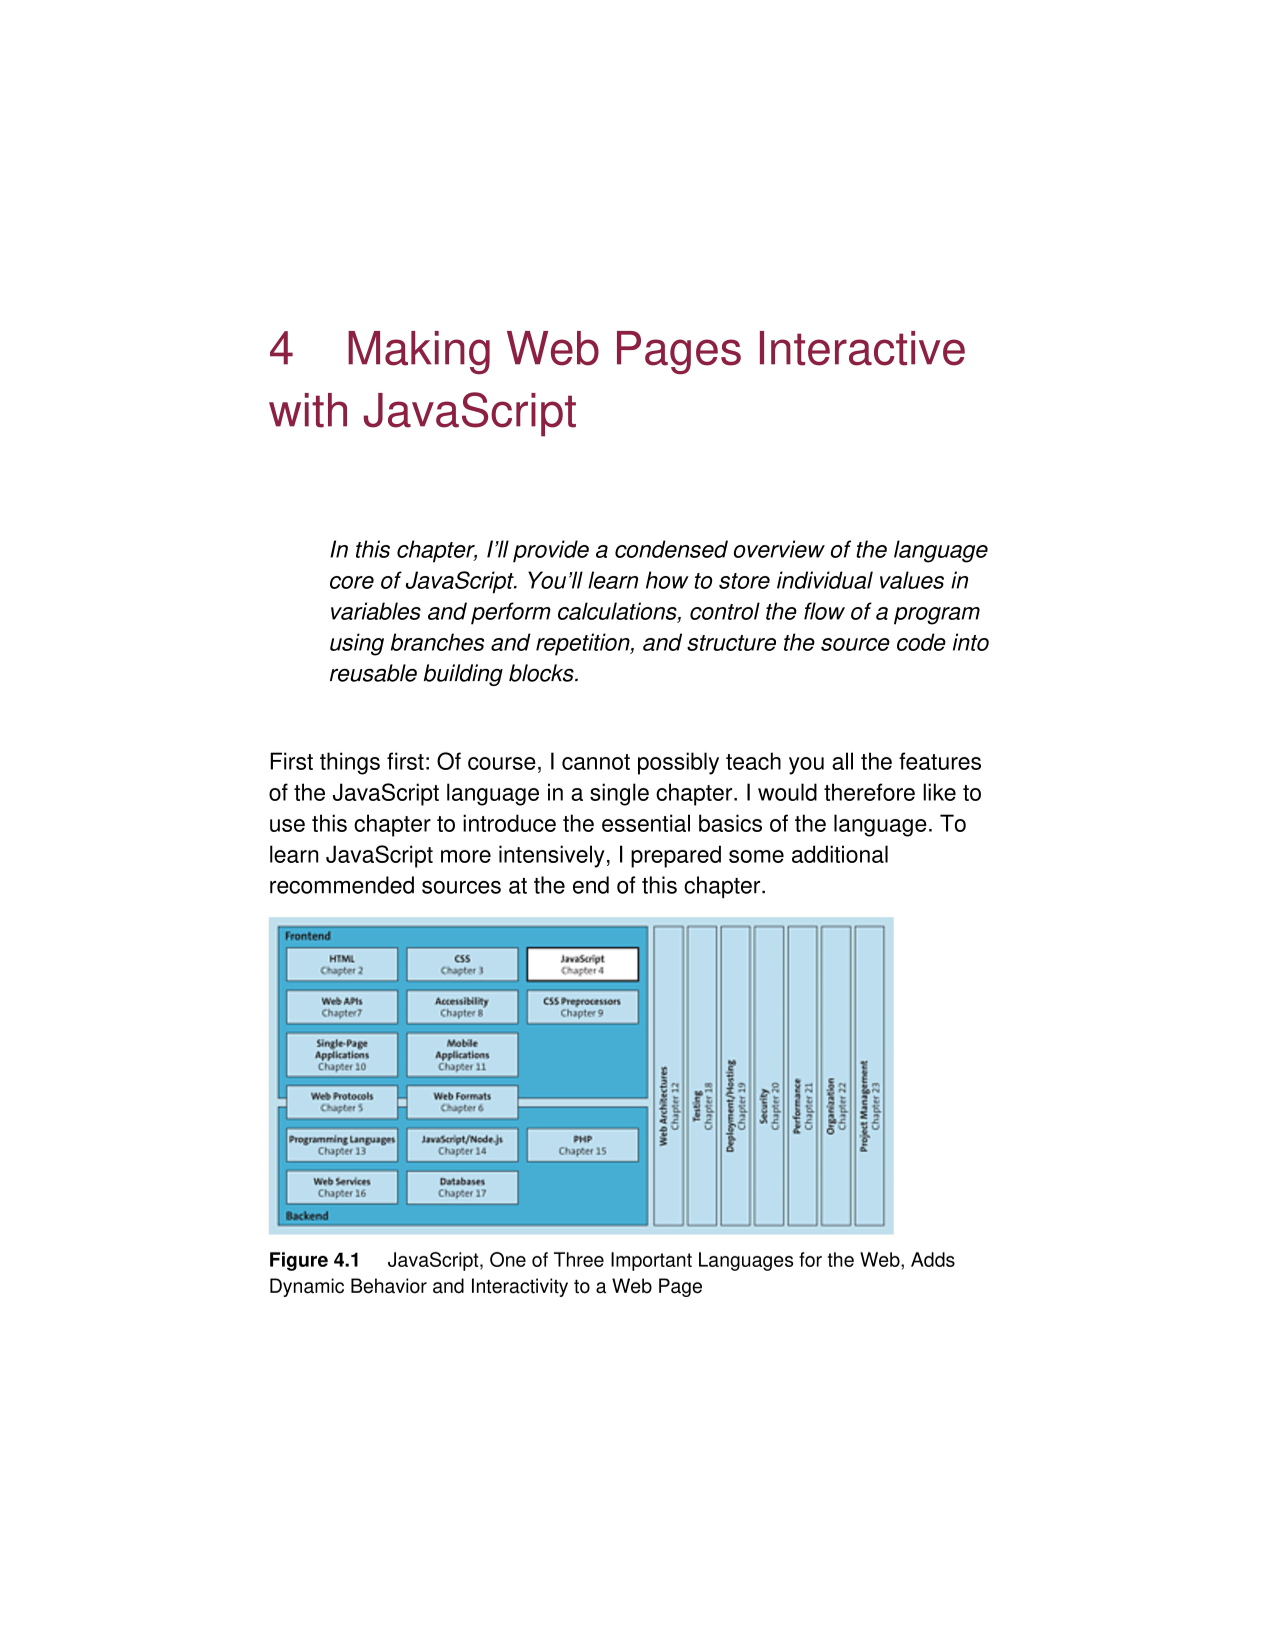 4 Making Web Pages Interactive
with JavaScript
In this chapter, I’ll provide a condensed overview of the language
core of JavaScript. You’ll learn how to store individual values in
variables and perform calculations, control the flow of a program
using branches and repetition, and structure the source code into
reusable building blocks.
First things first: Of course, I cannot possibly teach you all the features
of the JavaScript language in a single chapter. I would therefore like to
use this chapter to introduce the essential basics of the language. To
learn JavaScript more intensively, I prepared some additional
recommended sources at the end of this chapter.
Frontend
HTML
Chapter 2
CSS
Chapter 3
JavaScript
Chapter 4
Web APIs
Chapter7
Accessibility
Chapter 8
CSS Preprocessors
Chapter 9
Single-Page
Applications
Chapter 10
Mobile
Applications
Chapter 11
Web Protocols
Chapter 5
Web Formats
Chapter 6
Programming Languages
Chapter 13
JavaScript/Node.js
Chapter 14
PHP
Chapter 15
Web Services
Chapter 16
Databases
Chapter 17
Backend
Web Architectures
Chapter 12
Testing
Chapter 18
Deployment/Hosting
Chapter 19
Security
Chapter 20
Performance
Chapter 21
Organization
Chapter 22
Project Management
Chapter 23
Figure 4.1 JavaScript, One of Three Important Languages for the Web, Adds
Dynamic Behavior and Interactivity to a Web Page